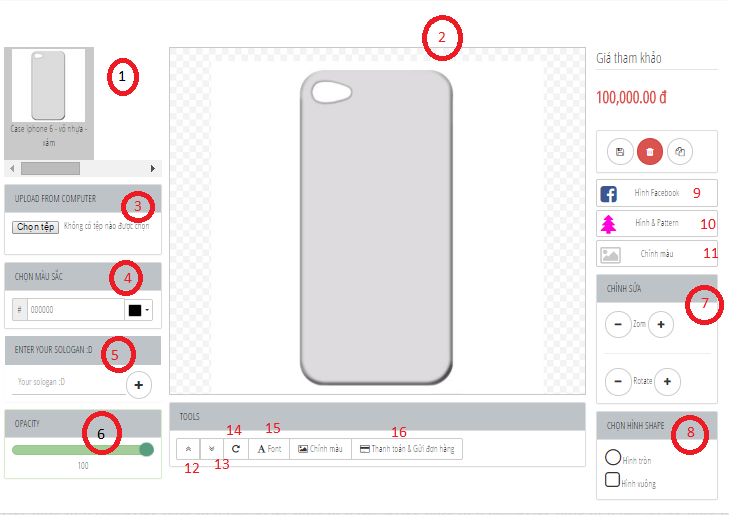 1
Case iphone 6 - vỏ nhựa -
xám
UPLOAD FROM COMPUTER
3
Chọn tệp Không có tệp nào được chọn
CHỌN MÀU SẮC
4
# 000000
ENTER YOUR SOLOGAN :D
5
Your sologan :D
OPACITY
6
100
2
TOOLS
14
15
16
Font
Chỉnh màu
Thanh toán & Gửi đơn hàng
12
13
Giá tham khảo
100,000.00 đ
Hình Facebook 9
Hình & Pattern 10
Chỉnh màu 11
CHỈNH SỬA
7
Zom
Rotate
CHỌN HÌNH SHAPE
8
Hình tròn
Hình vuông